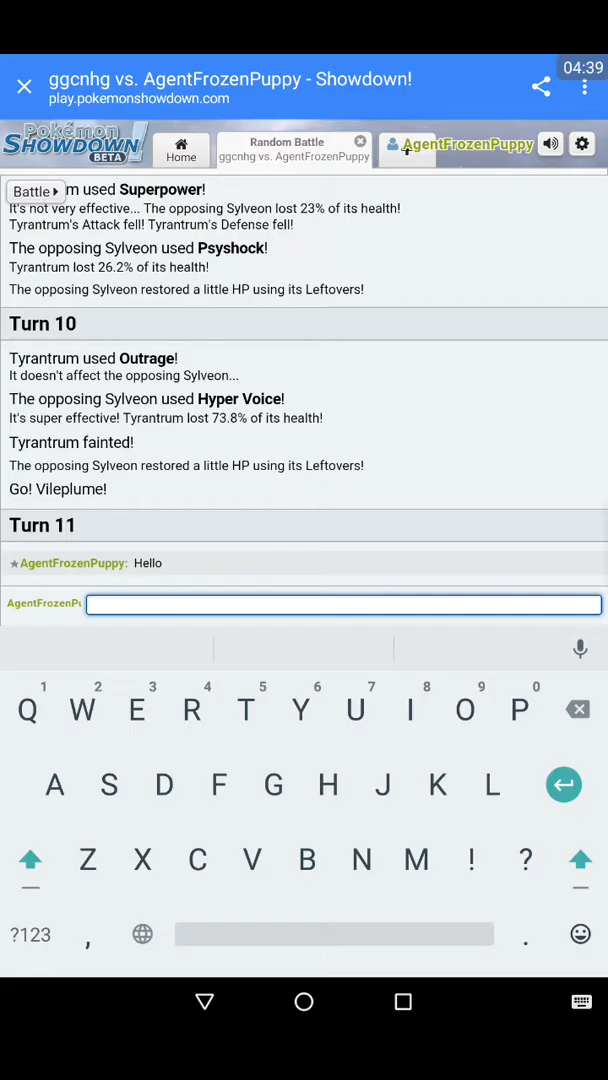 04:39
ggcnhg vs. AgentFrozenPuppy - Showdown!
play.pokemonshowdown.com
Pokémon
SHOWDOWN!
BETA
Home
Random Battle
ggcnhg vs. AgentFrozenPuppy
AgentFrozenPuppy
Battle
m used Superpower!
It's not very effective... The opposing Sylveon lost 23% of its health!
Tyrantrum's Attack fell! Tyrantrum's Defense fell!
The opposing Sylveon used Psyshock!
Tyrantrum lost 26.2% of its health!
The opposing Sylveon restored a little HP using its Leftovers!
Turn 10
Tyrantrum used Outrage!
It doesn't affect the opposing Sylveon...
The opposing Sylveon used Hyper Voice!
It's super effective! Tyrantrum lost 73.8% of its health!
Tyrantrum fainted!
The opposing Sylveon restored a little HP using its Leftovers!
Go! Vileplume!
Turn 11
★AgentFrozenPuppy: Hello
AgentFrozenPu
1 2 3 4 5 6 7 8 9 0
Q W E R T Y U I O P
A S D F G H J K L
Z X C V B N M ! ?
?123 , .